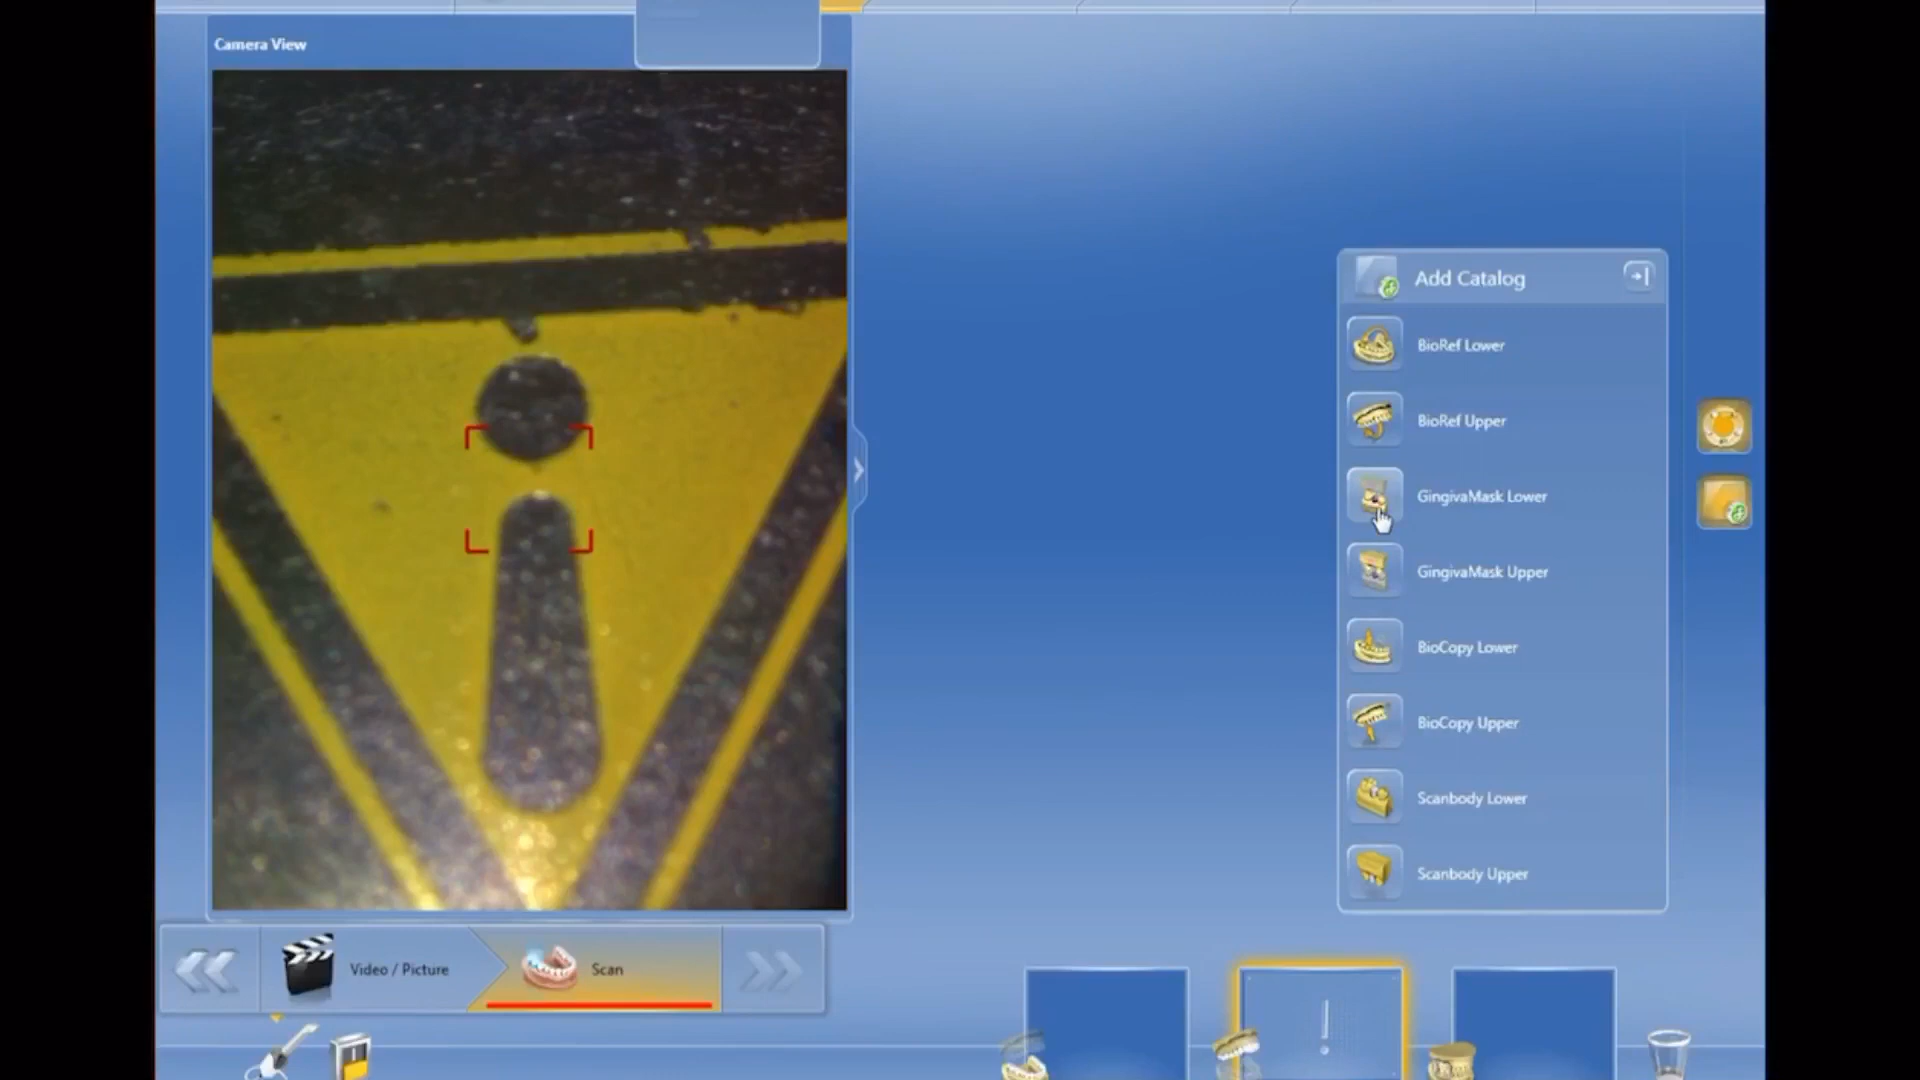 Camera View
Add Catalog
BioRef Lower
BioRef Upper
GingivaMask Lower
GingivaMask Upper
BioCopy Lower
BioCopy Upper
Scanbody Lower
Scanbody Upper
Video / Picture
Scan